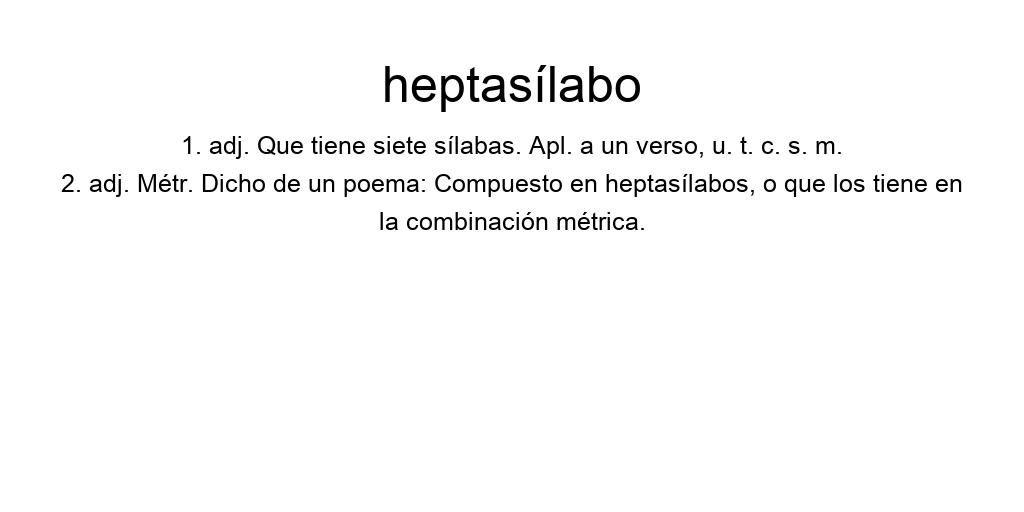 heptasílabo
1. adj. Que tiene siete sílabas. Apl. a un verso, u. t. c. s. m.
2. adj. Métr. Dicho de un poema: Compuesto en heptasílabos, o que los tiene en
la combinación métrica.